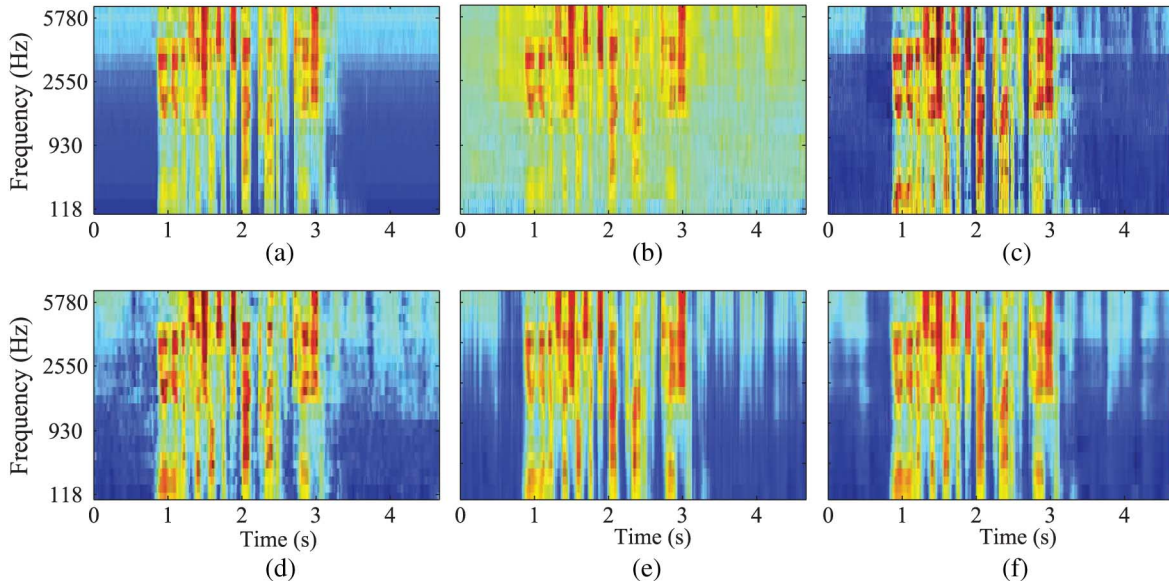 Frequency (Hz)
5780
2550
930
118
0 1 2 3 4
0 1 2 3 4
0 1 2 3 4
(a)
(b)
(c)
Frequency (Hz)
5780
2550
930
118
0 1 2 3 4
0 1 2 3 4
0 1 2 3 4
Time (s)
Time (s)
Time (s)
(d)
(e)
(f)